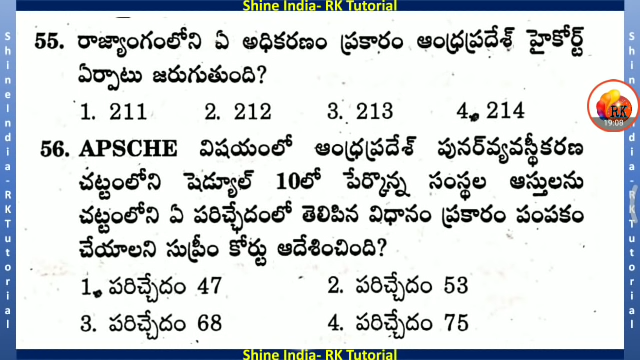 Shine India- RK Tutorial
55. రాజ్యాంగంలోని ఏ అధికరణం ప్రకారం ఆంధ్రప్రదేశ్ హైకోర్ట్
ఏర్పాటు జరుగుతుంది?
1. 211 2. 212 3. 213 4. 214
RK
19:08
56. APSCHE విషయంలో ఆంధ్రప్రదేశ్ పునర్వ్యవస్థీకరణ
చట్టంలోని షెడ్యూల్ 10లో పేర్కొన్న సంస్థల ఆస్తులను
చట్టంలోని ఏ పరిచ్ఛేదంలో తెలిపిన విధానం ప్రకారం పంపకం
చేయాలని సుప్రీం కోర్టు ఆదేశించింది?
1. పరిచ్ఛేదం 47 2. పరిచ్ఛేదం 53
3. పరిచ్ఛేదం 68 4. పరిచ్ఛేదం 75
Shine India- RK Tutorial
ShineIndia-RKTutorial
ShineIndia-RKTutorial